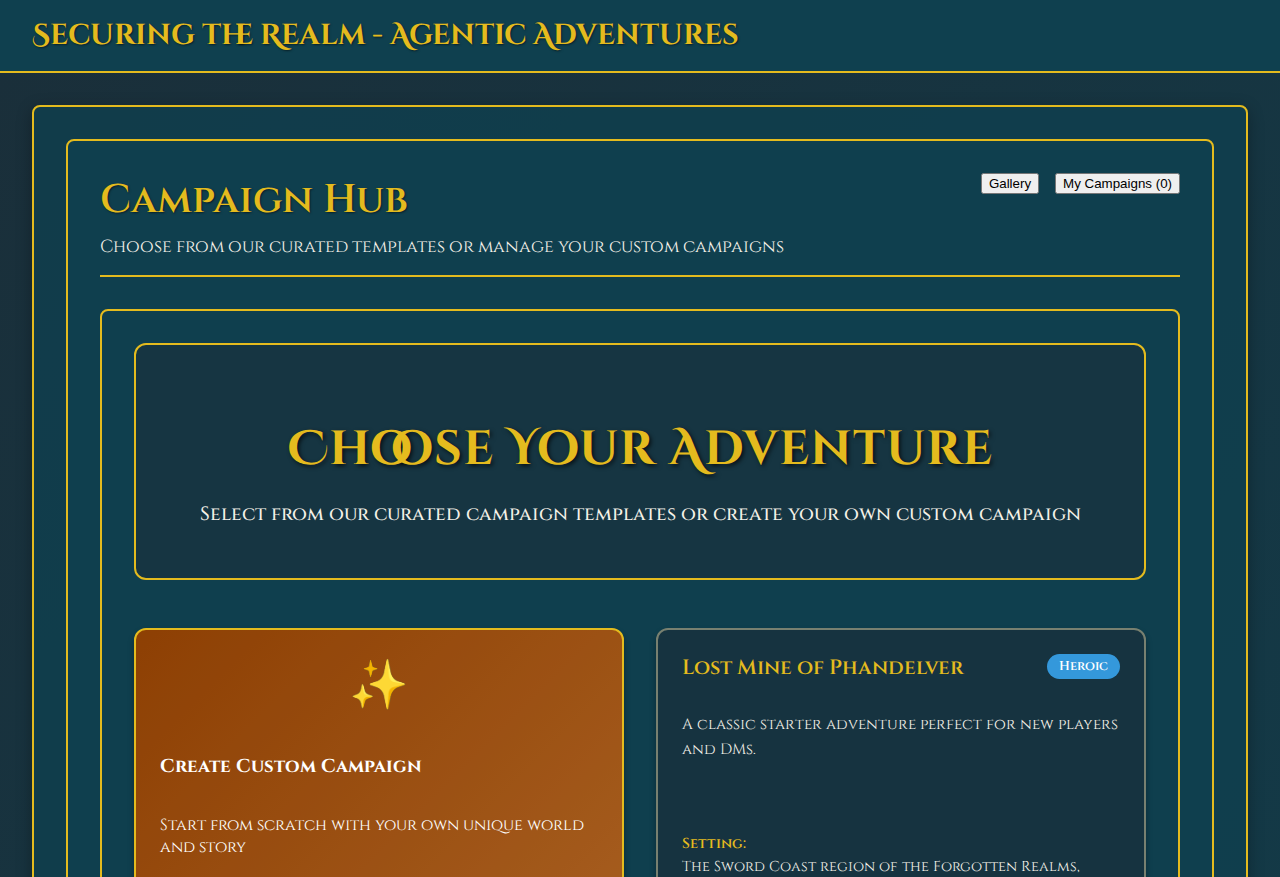 Securing the Realm - Agentic Adventures
Campaign Hub
Gallery
My Campaigns (0)
Choose from our curated templates or manage your custom campaigns
Choose Your Adventure
Select from our curated campaign templates or create your own custom campaign
Create Custom Campaign
Start from scratch with your own unique world
and story
Lost Mine of Phandelver
Heroic
A classic starter adventure perfect for new players
and DMs.
Setting:
The Sword Coast region of the Forgotten Realms,